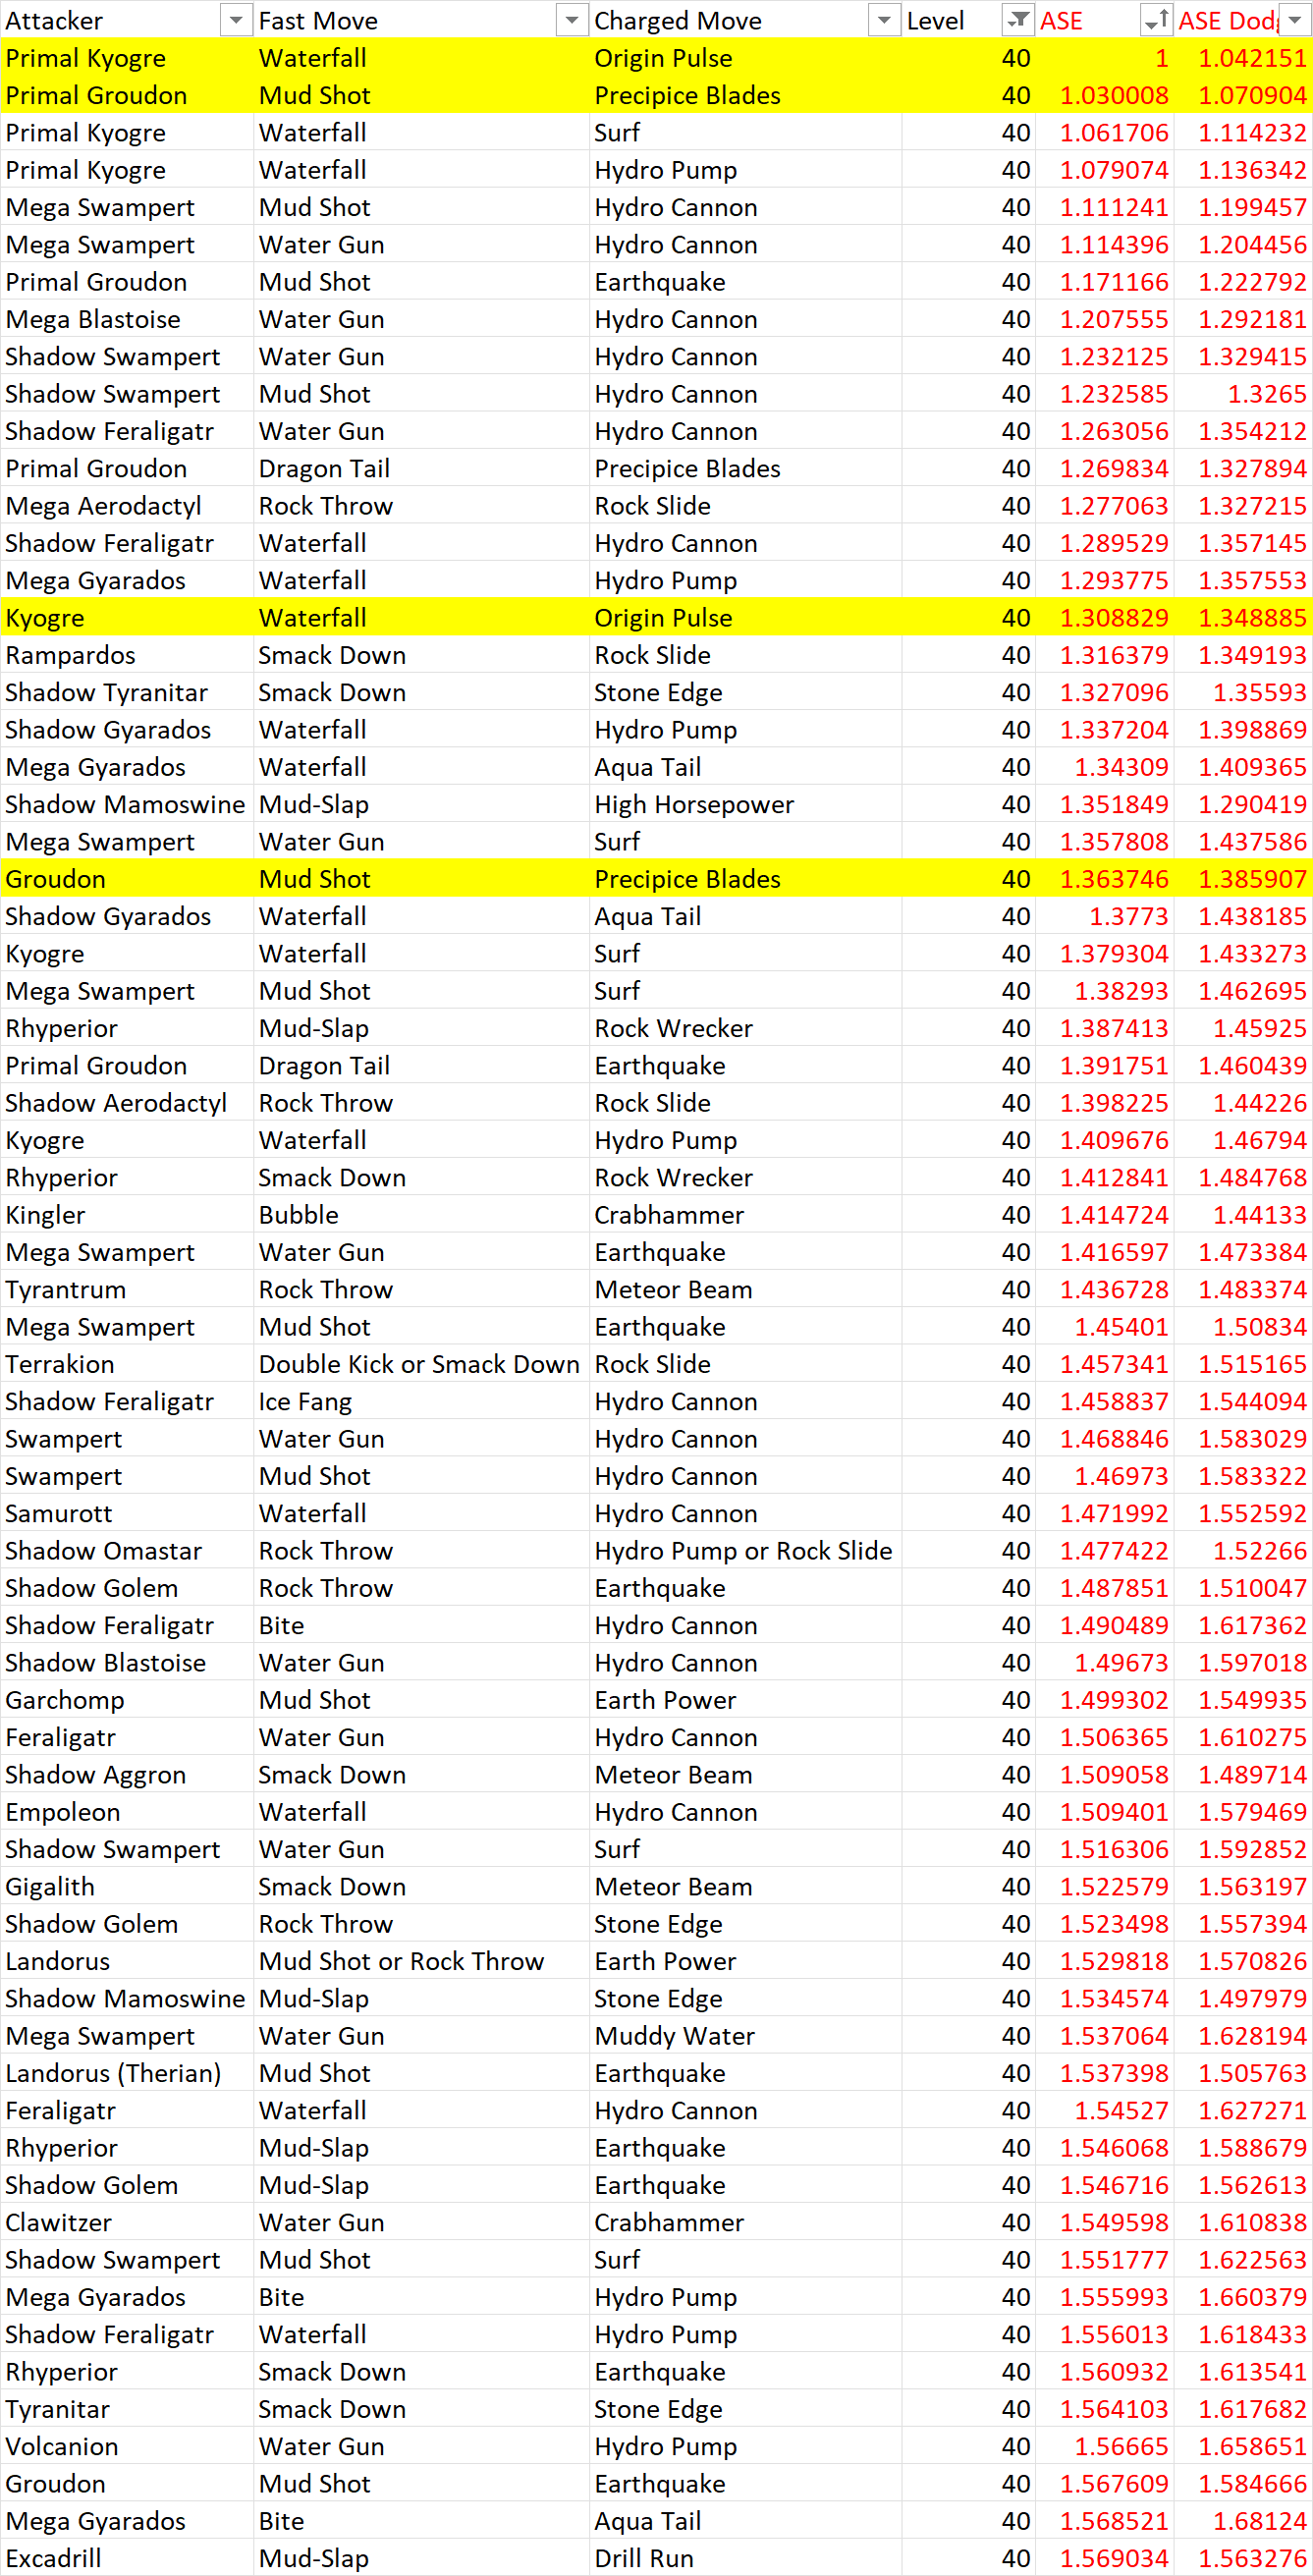 Attacker Fast Move Charged Move Level ASE ASE Dodg
Primal Kyogre Waterfall Origin Pulse 40 1 1.042151
Primal Groudon Mud Shot Precipice Blades 40 1.030008 1.070904
Primal Kyogre Waterfall Surf 40 1.061706 1.114232
Primal Kyogre Waterfall Hydro Pump 40 1.079074 1.136342
Mega Swampert Mud Shot Hydro Cannon 40 1.111241 1.199457
Mega Swampert Water Gun Hydro Cannon 40 1.114396 1.204456
Primal Groudon Mud Shot Earthquake 40 1.171166 1.222792
Mega Blastoise Water Gun Hydro Cannon 40 1.207555 1.292181
Shadow Swampert Water Gun Hydro Cannon 40 1.232125 1.329415
Shadow Swampert Mud Shot Hydro Cannon 40 1.232585 1.3265
Shadow Feraligatr Water Gun Hydro Cannon 40 1.263056 1.354212
Primal Groudon Dragon Tail Precipice Blades 40 1.269834 1.327894
Mega Aerodactyl Rock Throw Rock Slide 40 1.277063 1.327215
Shadow Feraligatr Waterfall Hydro Cannon 40 1.289529 1.357145
Mega Gyarados Waterfall Hydro Pump 40 1.293775 1.357553
Kyogre Waterfall Origin Pulse 40 1.308829 1.348885
Rampardos Smack Down Rock Slide 40 1.316379 1.349193
Shadow Tyranitar Smack Down Stone Edge 40 1.327096 1.35593
Shadow Gyarados Waterfall Hydro Pump 40 1.337204 1.398869
Mega Gyarados Waterfall Aqua Tail 40 1.34309 1.409365
Shadow Mamoswine Mud-Slap High Horsepower 40 1.351849 1.290419
Mega Swampert Water Gun Surf 40 1.357808 1.437586
Groudon Mud Shot Precipice Blades 40 1.363746 1.385907
Shadow Gyarados Waterfall Aqua Tail 40 1.3773 1.438185
Kyogre Waterfall Surf 40 1.379304 1.433273
Mega Swampert Mud Shot Surf 40 1.38293 1.462695
Rhyperior Mud-Slap Rock Wrecker 40 1.387413 1.45925
Primal Groudon Dragon Tail Earthquake 40 1.391751 1.460439
Shadow Aerodactyl Rock Throw Rock Slide 40 1.398225 1.44226
Kyogre Waterfall Hydro Pump 40 1.409676 1.46794
Rhyperior Smack Down Rock Wrecker 40 1.412841 1.484768
Kingler Bubble Crabhammer 40 1.414724 1.44133
Mega Swampert Water Gun Earthquake 40 1.416597 1.473384
Tyrantrum Rock Throw Meteor Beam 40 1.436728 1.483374
Mega Swampert Mud Shot Earthquake 40 1.45401 1.50834
Terrakion Double Kick or Smack Down Rock Slide 40 1.457341 1.515165
Shadow Feraligatr Ice Fang Hydro Cannon 40 1.458837 1.544094
Swampert Water Gun Hydro Cannon 40 1.468846 1.583029
Swampert Mud Shot Hydro Cannon 40 1.46973 1.583322
Samurott Waterfall Hydro Cannon 40 1.471992 1.552592
Shadow Omastar Rock Throw Hydro Pump or Rock Slide 40 1.477422 1.52266
Shadow Golem Rock Throw Earthquake 40 1.487851 1.510047
Shadow Feraligatr Bite Hydro Cannon 40 1.490489 1.617362
Shadow Blastoise Water Gun Hydro Cannon 40 1.49673 1.597018
Garchomp Mud Shot Earth Power 40 1.499302 1.549935
Feraligatr Water Gun Hydro Cannon 40 1.506365 1.610275
Shadow Aggron Smack Down Meteor Beam 40 1.509058 1.489714
Empoleon Waterfall Hydro Cannon 40 1.509401 1.579469
Shadow Swampert Water Gun Surf 40 1.516306 1.592852
Gigalith Smack Down Meteor Beam 40 1.522579 1.563197
Shadow Golem Rock Throw Stone Edge 40 1.523498 1.557394
Landorus Mud Shot or Rock Throw Earth Power 40 1.529818 1.570826
Shadow Mamoswine Mud-Slap Stone Edge 40 1.534574 1.497979
Mega Swampert Water Gun Muddy Water 40 1.537064 1.628194
Landorus (Therian) Mud Shot Earthquake 40 1.537398 1.505763
Feraligatr Waterfall Hydro Cannon 40 1.54527 1.627271
Rhyperior Mud-Slap Earthquake 40 1.546068 1.588679
Shadow Golem Mud-Slap Earthquake 40 1.546716 1.562613
Clawitzer Water Gun Crabhammer 40 1.549598 1.610838
Shadow Swampert Mud Shot Surf 40 1.551777 1.622563
Mega Gyarados Bite Hydro Pump 40 1.555993 1.660379
Shadow Feraligatr Waterfall Hydro Pump 40 1.556013 1.618433
Rhyperior Smack Down Earthquake 40 1.560932 1.613541
Tyranitar Smack Down Stone Edge 40 1.564103 1.617682
Volcanion Water Gun Hydro Pump 40 1.56665 1.658651
Groudon Mud Shot Earthquake 40 1.567609 1.584666
Mega Gyarados Bite Aqua Tail 40 1.568521 1.68124
Excadrill Mud-Slap Drill Run 40 1.569034 1.563276